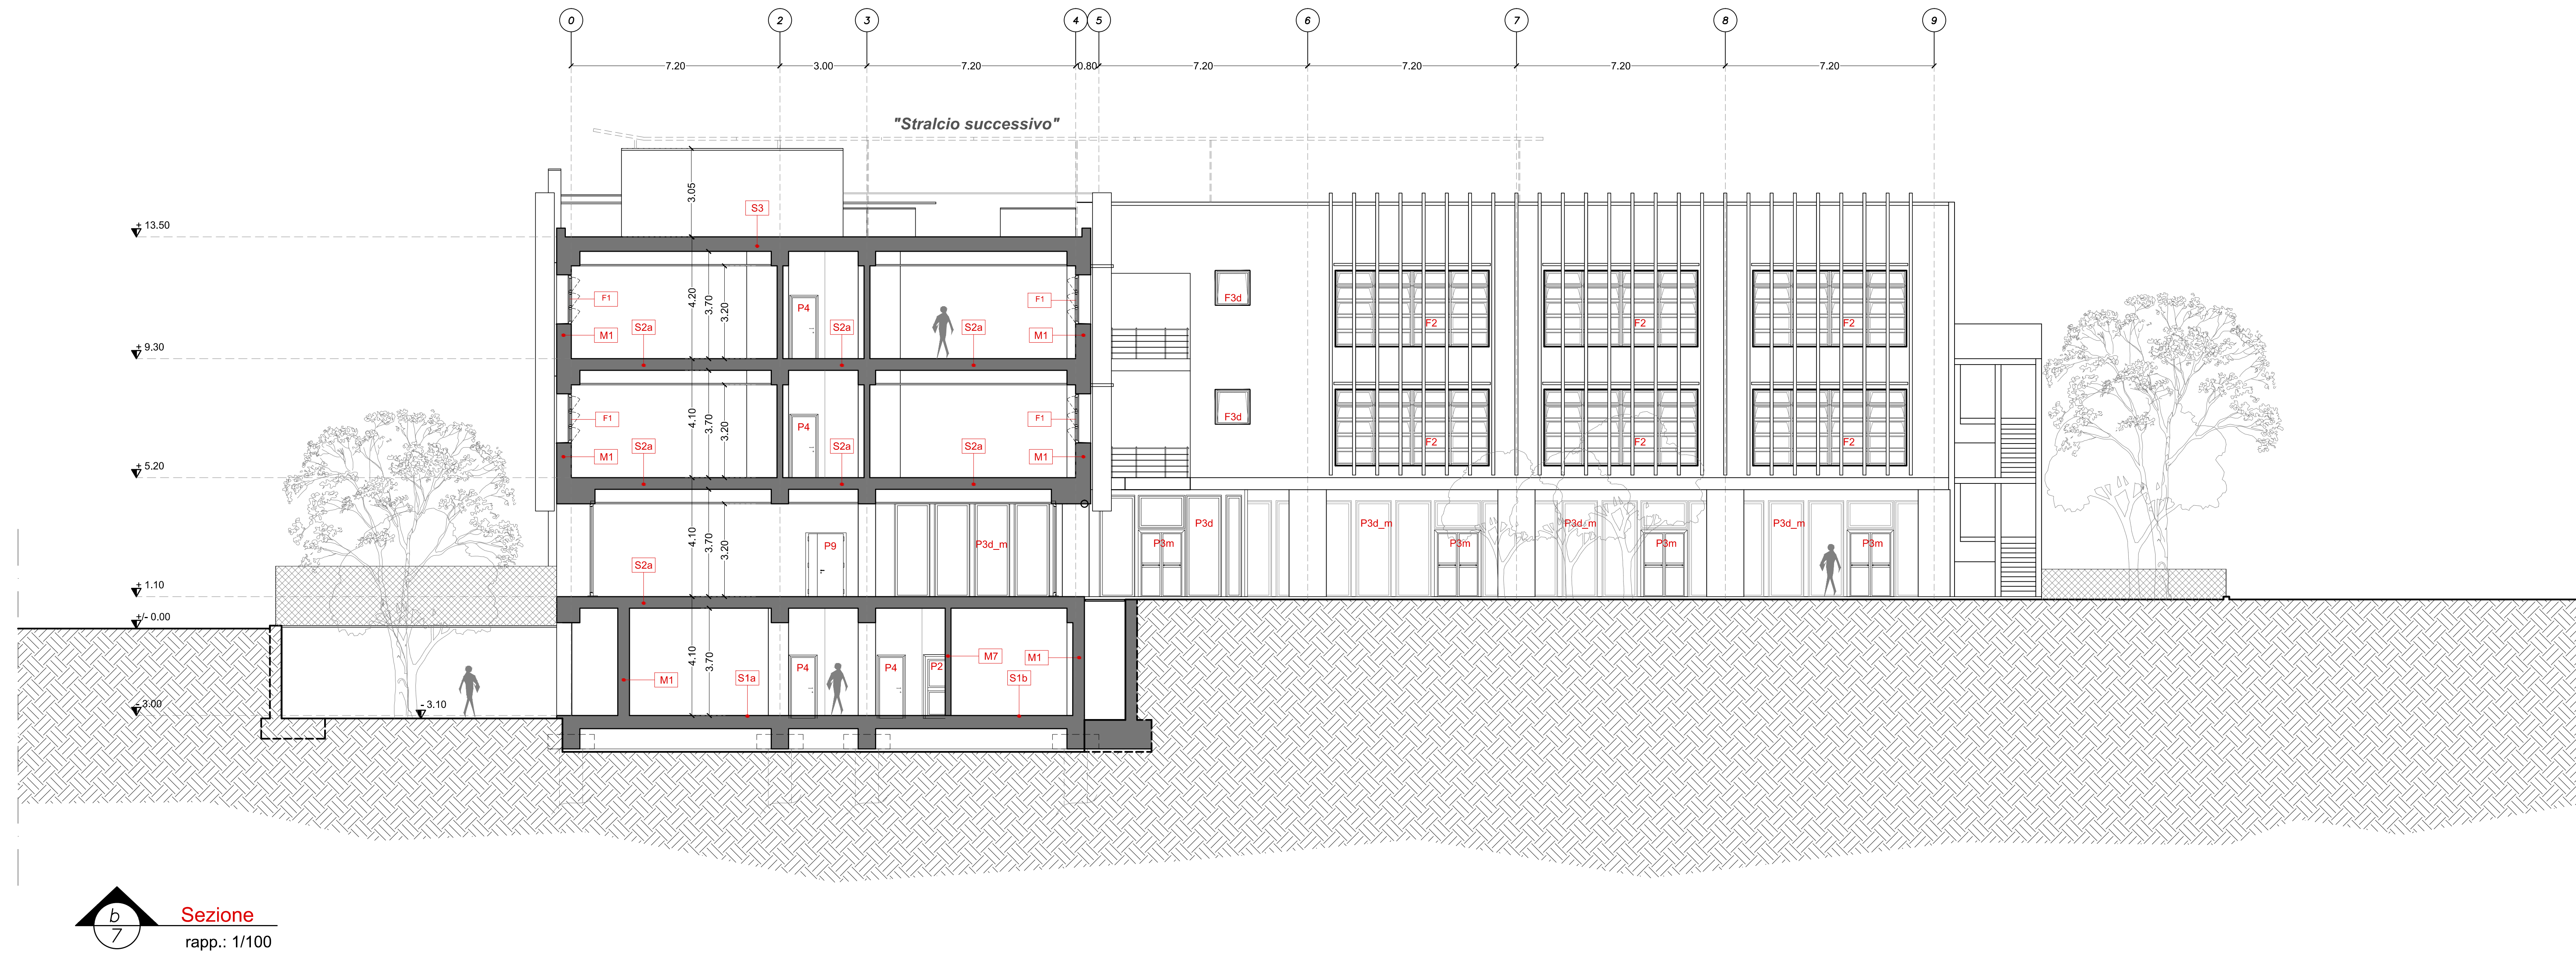 0 2 3 4 5 6 7 8 9
7.20 3.00 7.20 0.80 7.20 7.20 7.20 7.20
"Stralcio successivo"
3.05
S3
+ 13.50
F3d
4.20 3.70 3.20
F1 P4 F1
S2a S2a S2a
F2 F2 F2
M1 M1
+ 9.30
F3d
4.10 3.70 3.20
F1 P4 F1
S2a S2a S2a
F2 F2 F2
M1 M1
+ 5.20
P3d_m P3d P3d_m P3d_m P3d_m
4.10 3.70 3.20
P9 P3m P3m P3m P3m
S2a
+ 1.10
+/- 0.00
4.10 3.70
M7 M1
P4 P4 P2
M1 S1a S1b
- 3.00 - 3.10
b
7
Sezione
rapp.: 1/100